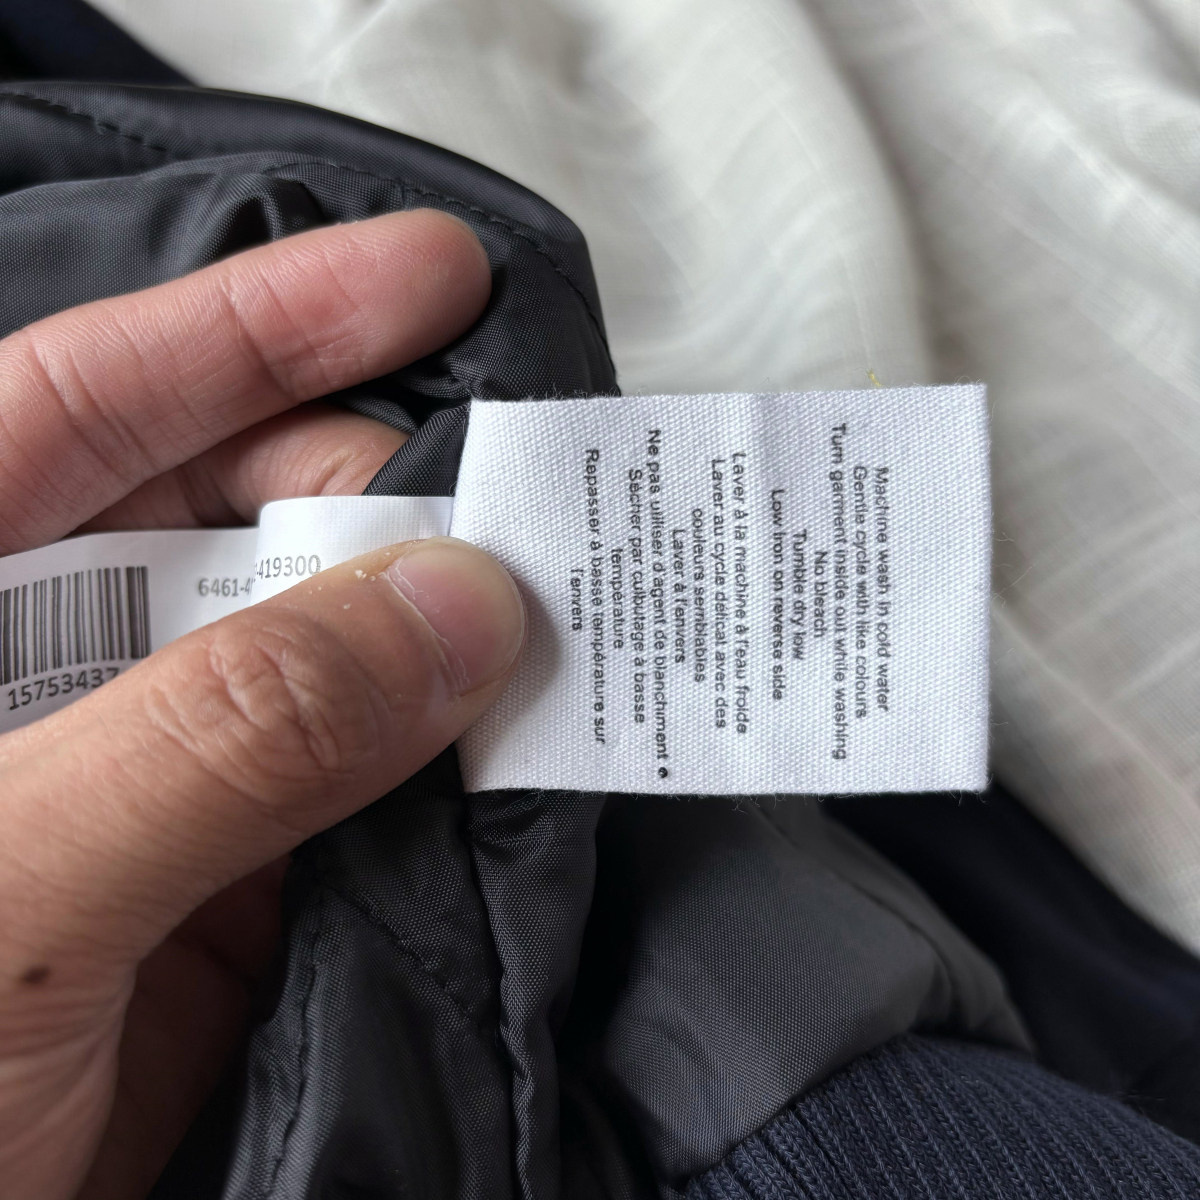 Machine wash in cold water
Gentle cycle with like colours
Turn garment inside out while washing
No bleach
Tumble dry low
Low iron on reverse side
Laver à la machine à l'eau froide
Laver au cycle délicat avec des
couleurs semblables
Laver à l'envers
Ne pas utiliser d'agent de blanchiment
Sécher par culbutage à basse
température
Repasser à basse température sur
l'envers
6461-4
-419300
15753437